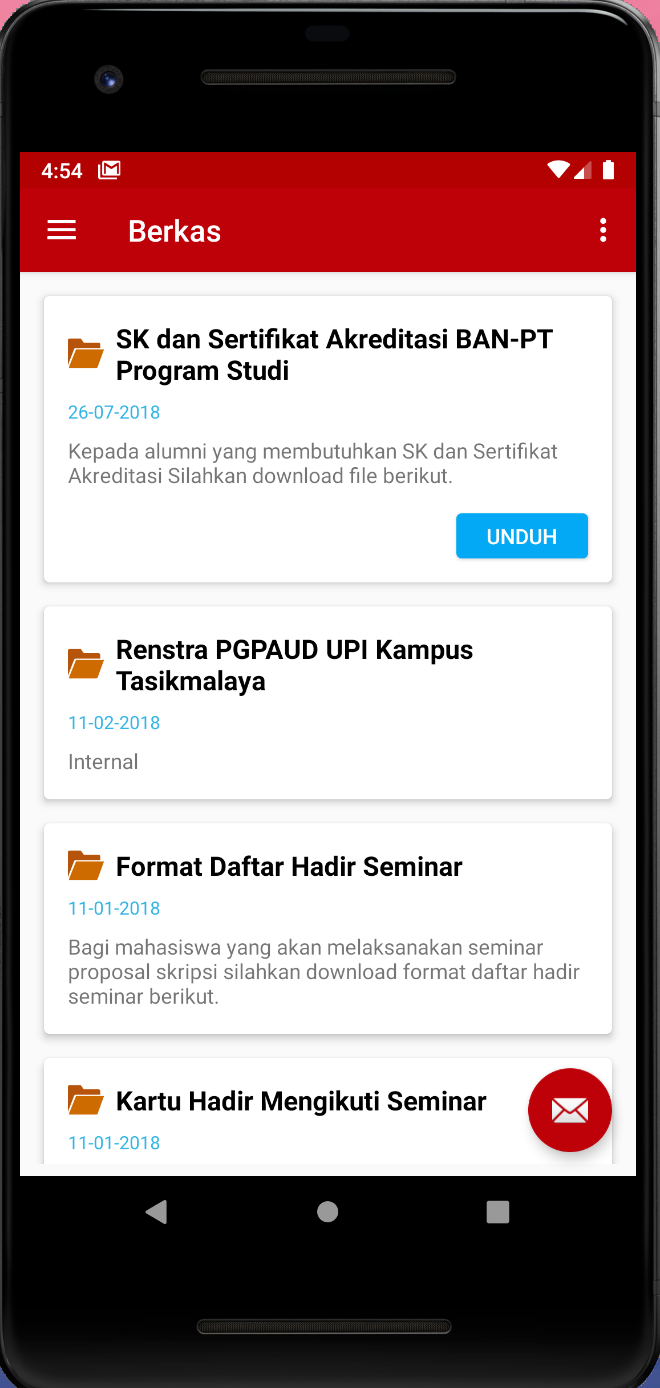 4:54
Berkas
SK dan Sertifikat Akreditasi BAN-PT
Program Studi
26-07-2018
Kepada alumni yang membutuhkan SK dan Sertifikat
Akreditasi Silahkan download file berikut.
UNDUH
Renstra PGPAUD UPI Kampus
Tasikmalaya
11-02-2018
Internal
Format Daftar Hadir Seminar
11-01-2018
Bagi mahasiswa yang akan melaksanakan seminar
proposal skripsi silahkan download format daftar hadir
seminar berikut.
Kartu Hadir Mengikuti Seminar
11-01-2018